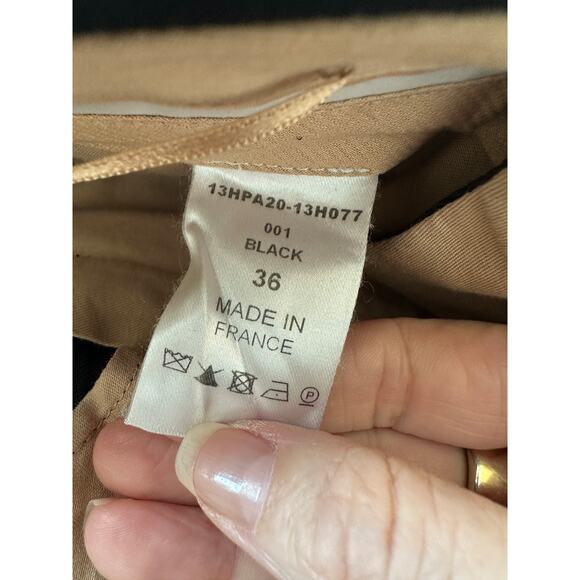 13HPA20-13H077
001
BLACK
36
MADE IN
FRANCE
P